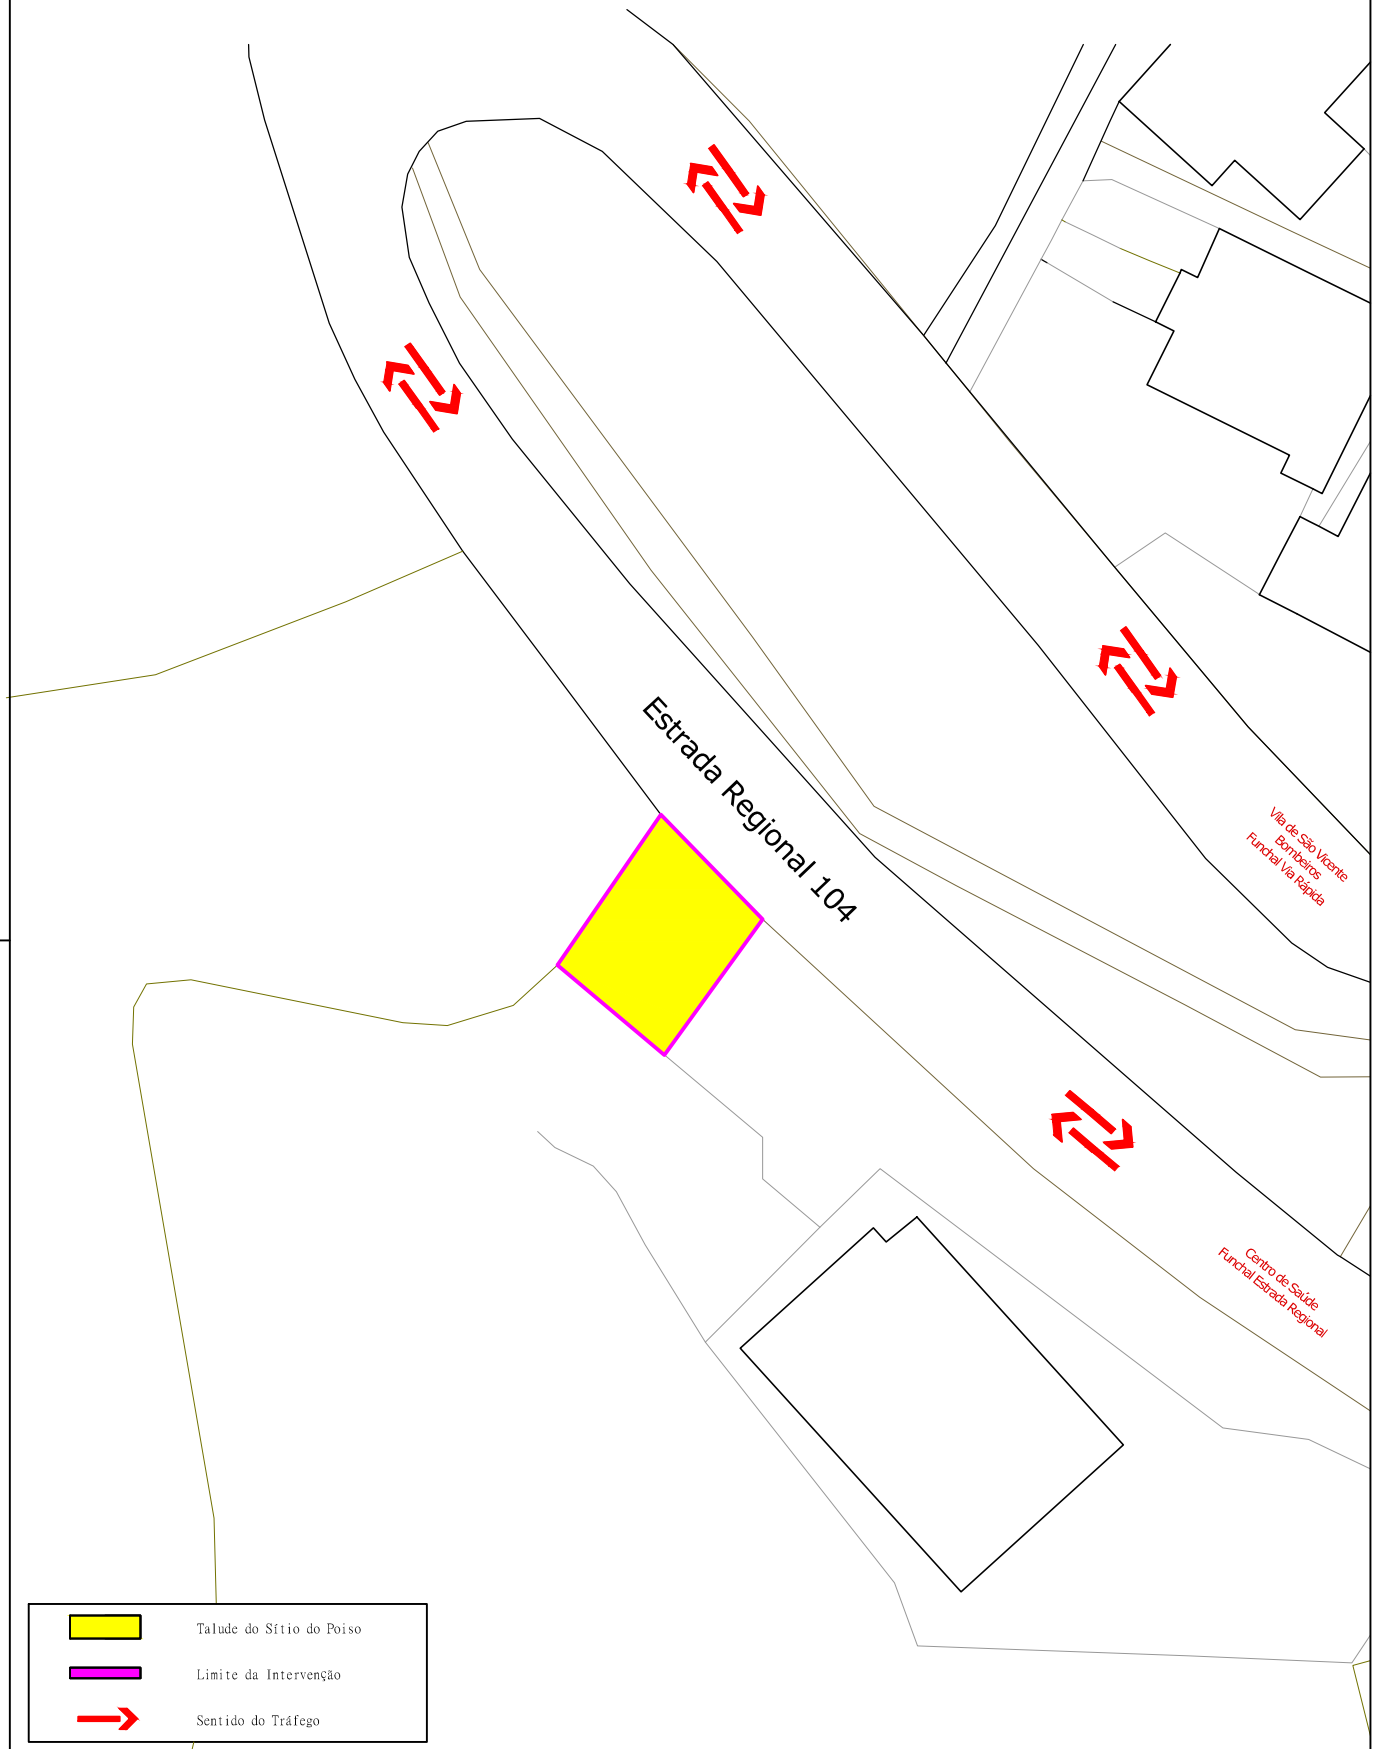 Estrada Regional 104
Vila de São Vicente
Bombeiros
Funchal Via Rápida
Centro de Saúde
Funchal Estrada Regional
Talude do Sítio do Poiso
Limite da Intervenção
Sentido do Tráfego